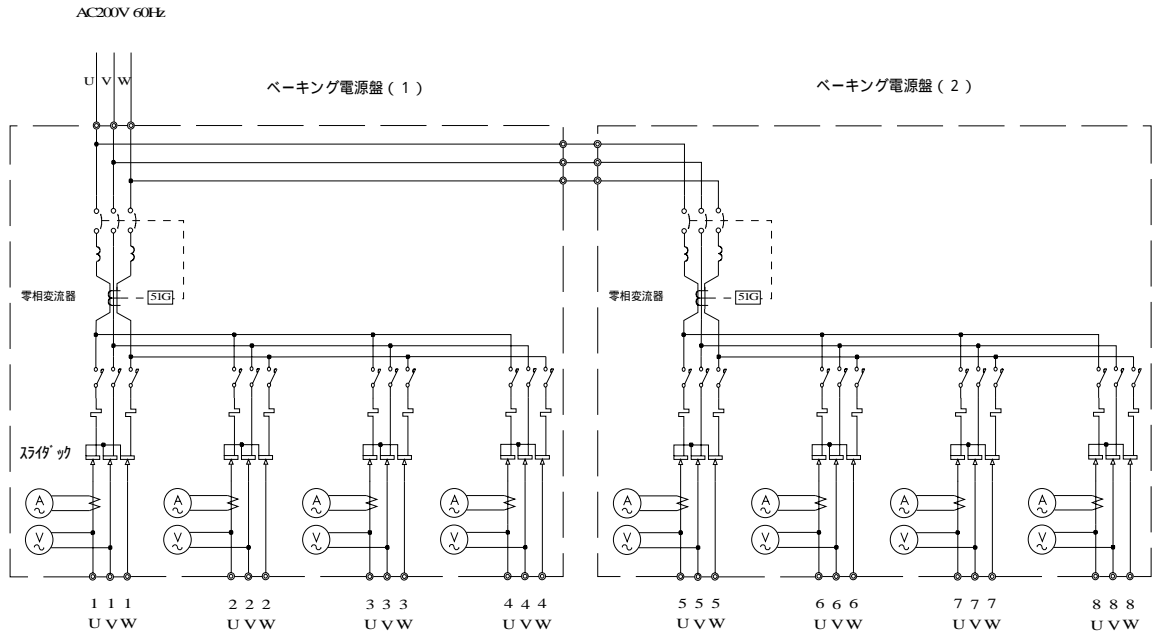 AC200V 60Hz
U V W
ベーキング電源盤(1)
ベーキング電源盤(2)
零相変流器
51G
零相変流器
51G
スライダック
A
A
A
A
A
A
A
A
V
V
V
V
V
V
V
V
1 1 1
2 2 2
3 3 3
4 4 4
5 5 5
6 6 6
7 7 7
8 8 8
U V W
U V W
U V W
U V W
U V W
U V W
U V W
U V W